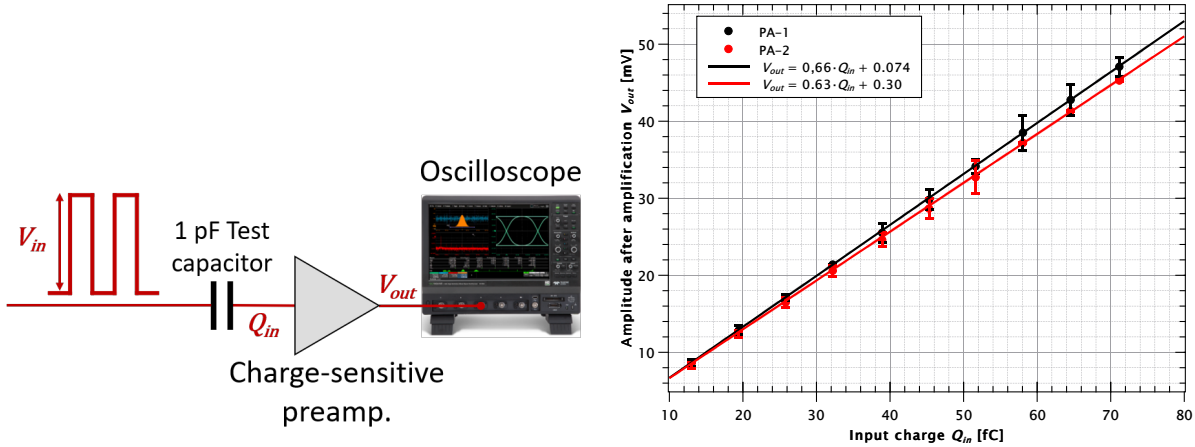 V_in
1 pF Test
capacitor
Q_in
Charge-sensitive
preamp.
V_out
Oscilloscope
Amplitude after amplification V_out [mV]
50
40
30
20
10
PA-1
PA-2
V_out = 0,66·Q_in + 0.074
V_out = 0.63·Q_in + 0.30
10 20 30 40 50 60 70 80
Input charge Q_in [fC]